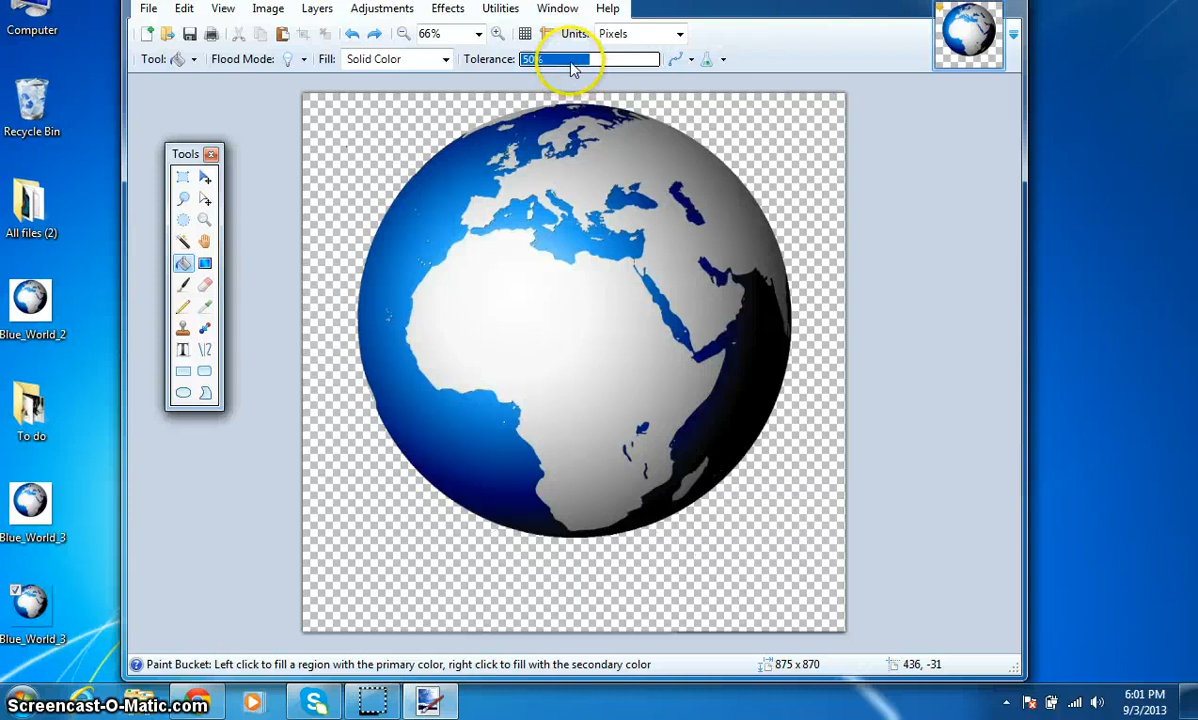 Computer
File Edit View Image Layers Adjustments Effects Utilities Window Help
66% Units: Pixels
Tool: Flood Mode: Fill: Solid Color Tolerance: 50%
Recycle Bin
Tools
All files (2)
Blue_World_2
To do
Blue_World_3
Blue_World_3
Paint Bucket: Left click to fill a region with the primary color, right click to fill with the secondary color 875 x 870 436, -31
Screencast-O-Matic.com
6:01 PM
9/3/2013